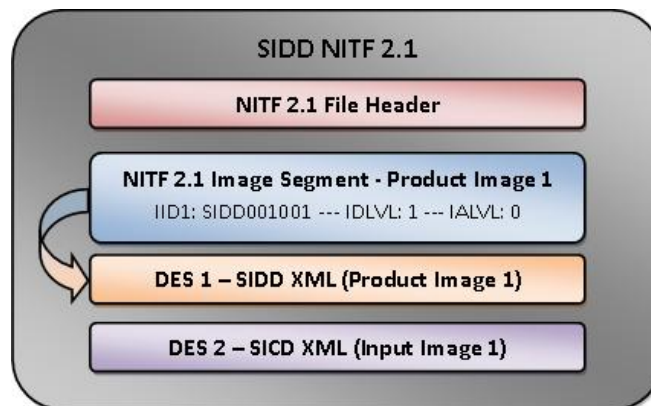 SIDD NITF 2.1
NITF 2.1 File Header
NITF 2.1 Image Segment - Product Image 1
IID1: SIDD001001 --- IDLVL: 1 --- IALVL: 0
DES 1 – SIDD XML (Product Image 1)
DES 2 – SICD XML (Input Image 1)